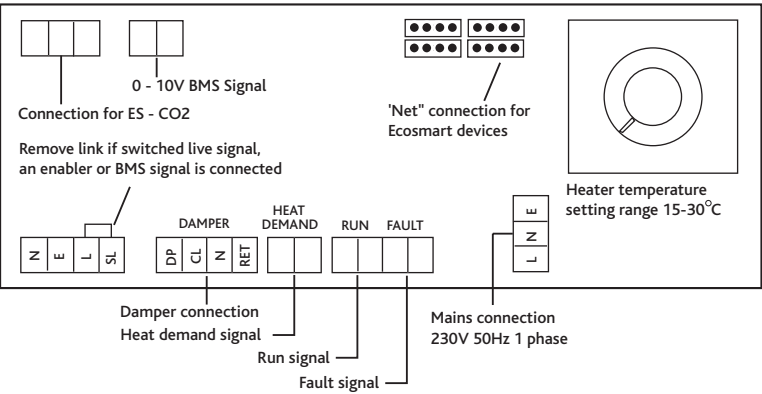 0 - 10V BMS Signal
Connection for ES - CO2
'Net" connection for
Ecosmart devices
Remove link if switched live signal,
an enabler or BMS signal is connected
Heater temperature
setting range 15-30°C
N E L SL
DAMPER
DP CL N RET
HEAT
DEMAND
RUN
FAULT
E
N
L
Damper connection
Heat demand signal
Run signal
Fault signal
Mains connection
230V 50Hz 1 phase